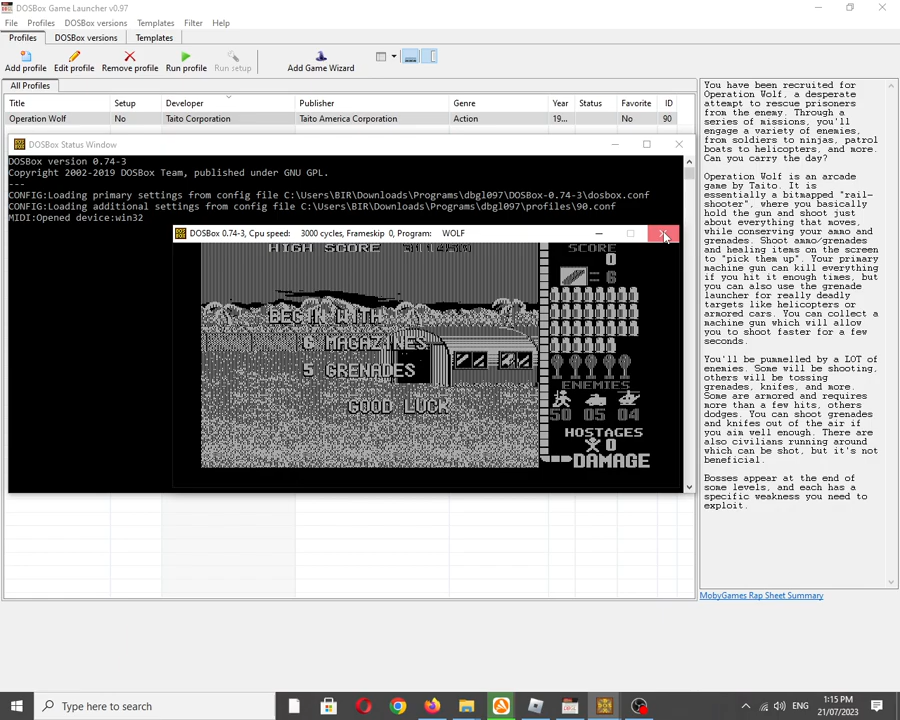 DOSBox Game Launcher v0.97
File Profiles DOSBox versions Templates Filter Help
Profiles DOSBox versions Templates
Add profile Edit profile Remove profile Run profile Run setup Add Game Wizard
All Profiles
Title Setup Developer Publisher Genre Year Status Favorite ID
Operation Wolf No Taito Corporation Taito America Corporation Action 19... No 90
DOSBox Status Window
DOSBox version 0.74-3
Copyright 2002-2019 DOSBox Team, published under GNU GPL.
---
CONFIG:Loading primary settings from config file C:\Users\BIR\Downloads\Programs\dbgl097\DOSBox-0.74-3\dosbox.conf
CONFIG:Loading additional settings from config file C:\Users\BIR\Downloads\Programs\dbgl097\profiles\90.conf
MIDI:Opened device:win32
DOSBox 0.74-3, Cpu speed: 3000 cycles, Frameskip 0, Program: WOLF
HIGH SCORE
SCORE
0
= 6
BEGIN WITH
6 MAGAZINES
5 GRENADES
GOOD LUCK
ENEMIES
50 05 04
HOSTAGES
0
DAMAGE
You have been recruited for
Operation Wolf, a desperate
attempt to rescue prisoners
from the enemy. Through a
series of missions, you'll
engage a variety of enemies,
from soldiers to ninjas, patrol
boats to helicopters, and more.
Can you carry the day?
Operation Wolf is an arcade
game by Taito. It is
essentially a bitmapped "rail-
shooter", where you basically
hold the gun and shoot just
about everything that moves,
while conserving your ammo and
grenades. Shoot ammo/grenades
and healing items on the screen
to "pick them up". Your primary
machine gun can kill everything
if you hit it enough times, but
you can also use the grenade
launcher for really deadly
targets like helicopters or
armored cars. You can collect a
machine gun which will allow
you to shoot faster for a few
seconds.
You'll be pummelled by a LOT of
enemies. Some will be shooting,
others will be tossing
grenades, knifes, and more.
Some are armored and requires
more than a few hits, others
dodges. You can shoot grenades
and knifes out of the air if
you aim well enough. There are
also civilians running around
which can be shot, but it's not
beneficial.
Bosses appear at the end of
some levels, and each has a
specific weakness you need to
exploit.
MobyGames Rap Sheet Summary
Type here to search
ENG
1:15 PM
21/07/2023